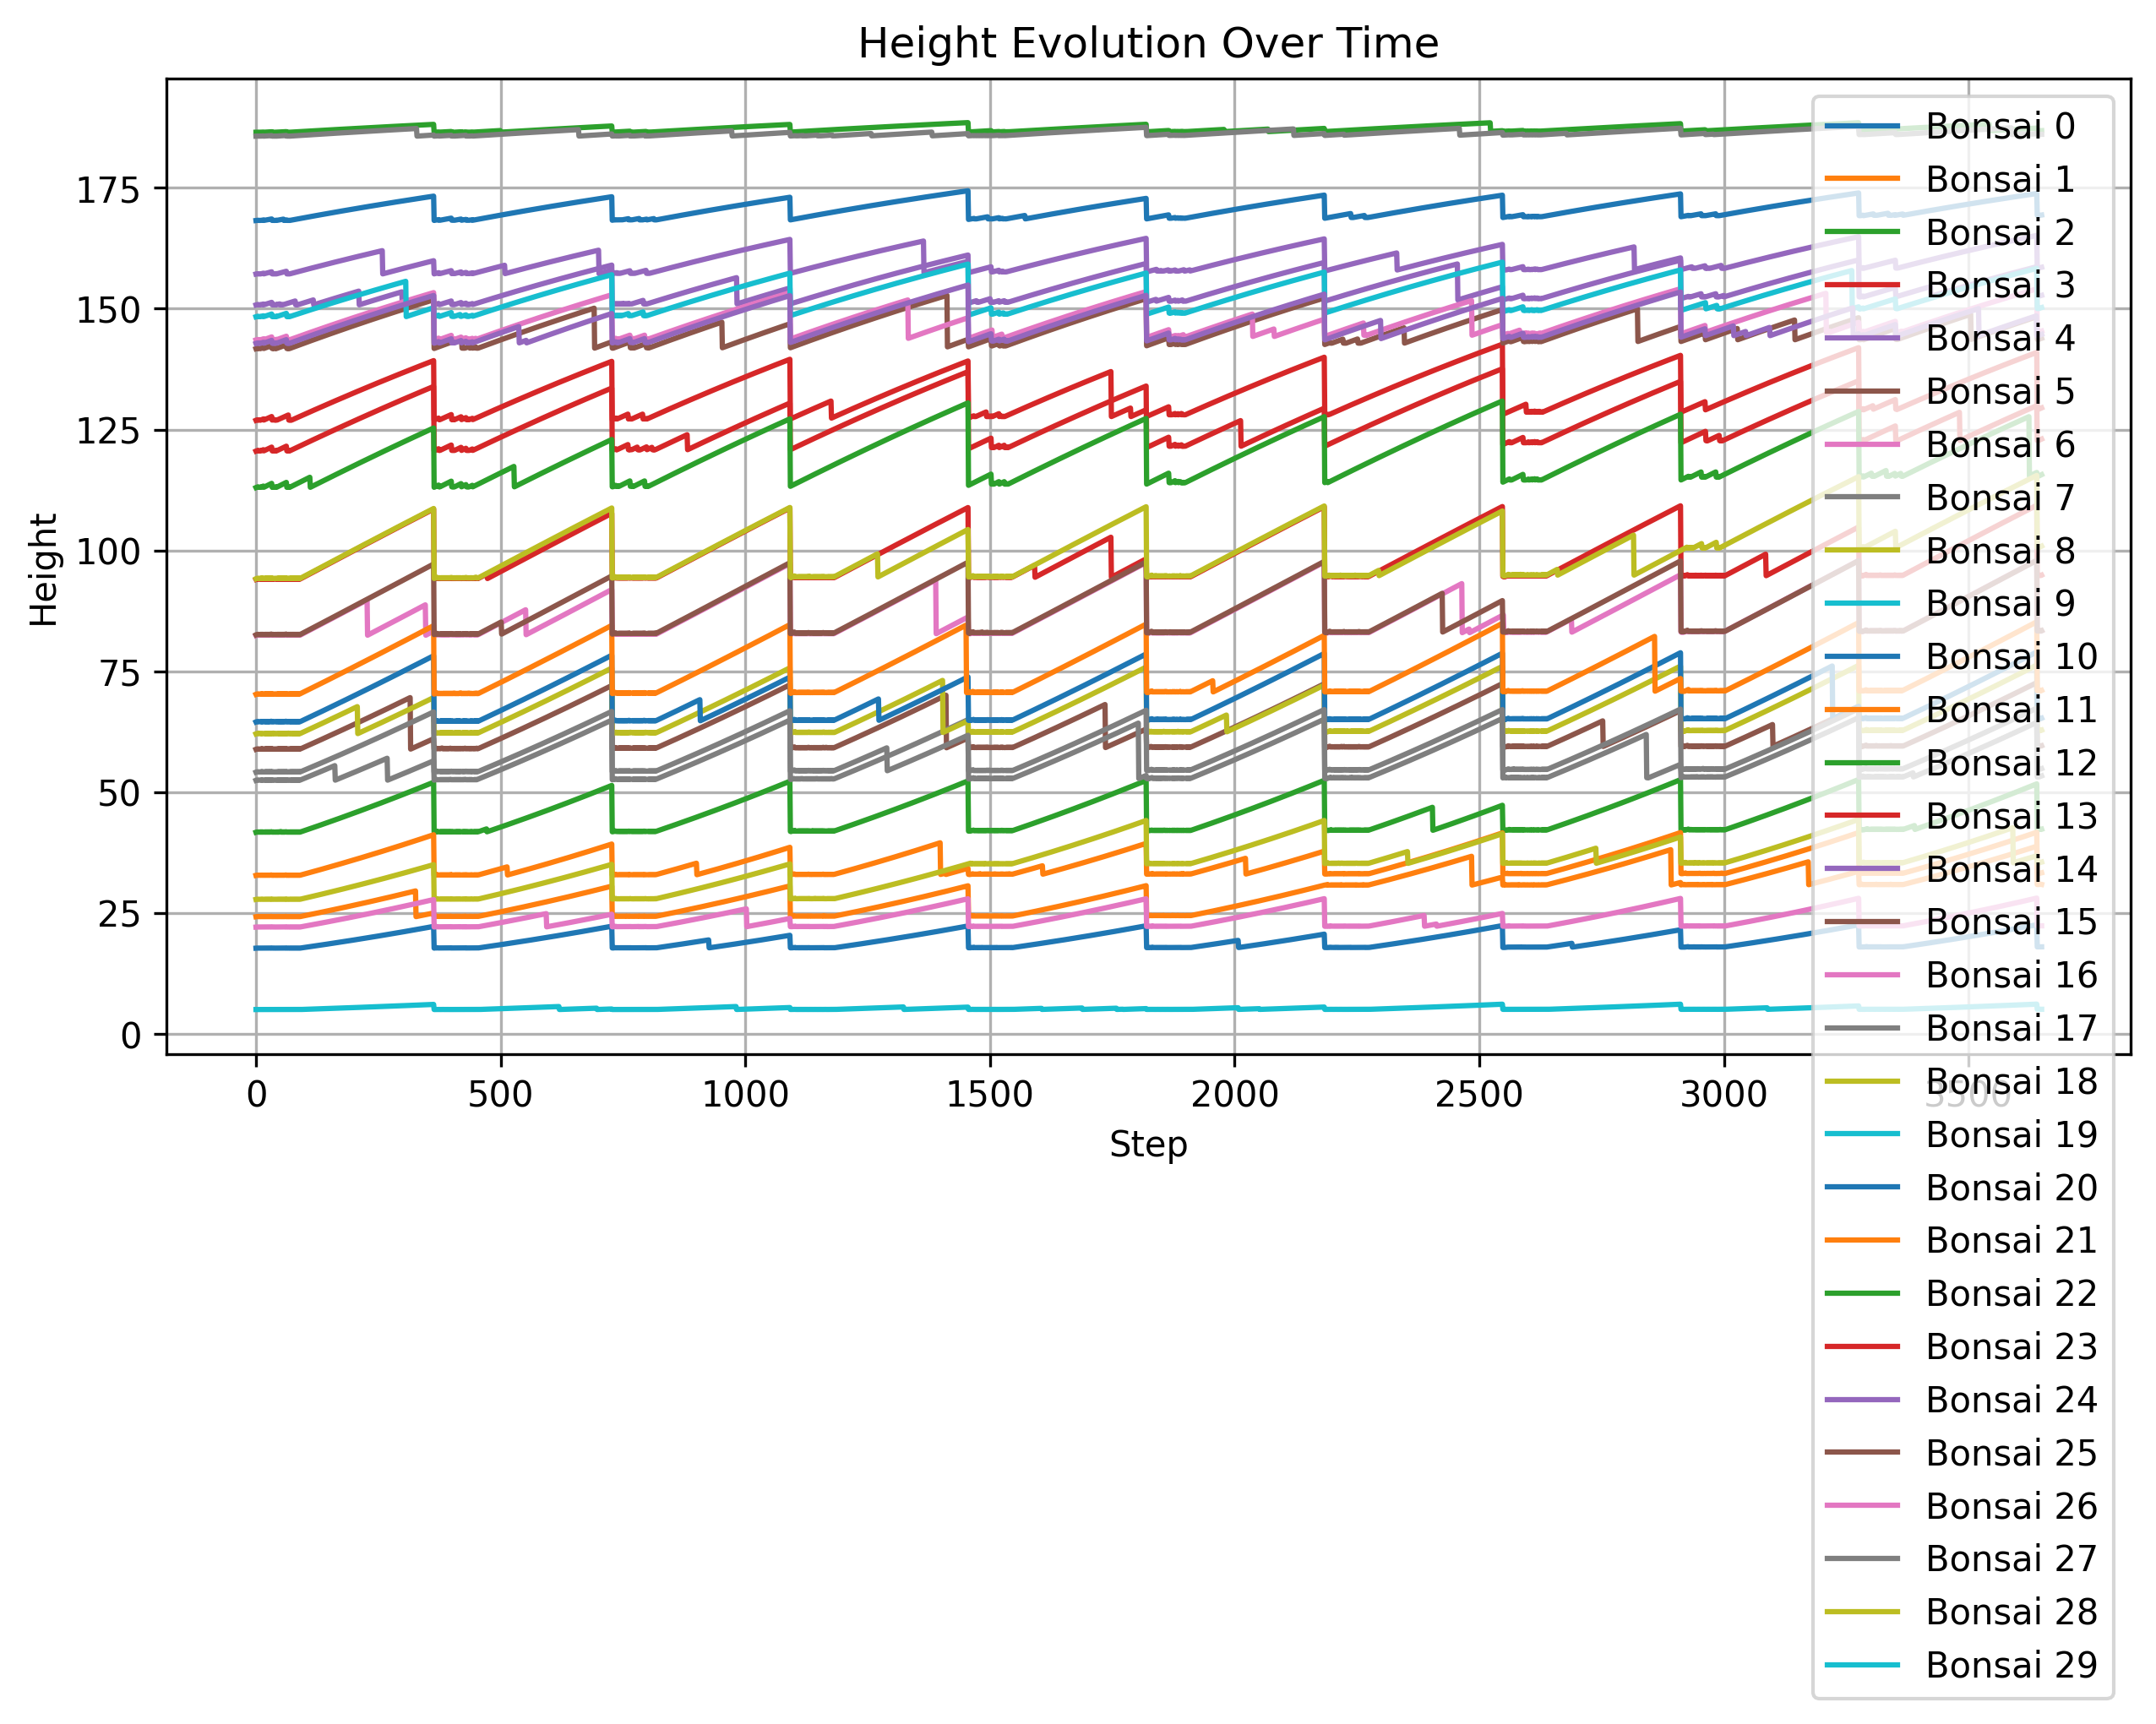 Height Evolution Over Time
Height
175
150
125
100
75
50
25
0
0 500 1000 1500 2000 2500 3000 3500
Step
Bonsai 0
Bonsai 1
Bonsai 2
Bonsai 3
Bonsai 4
Bonsai 5
Bonsai 6
Bonsai 7
Bonsai 8
Bonsai 9
Bonsai 10
Bonsai 11
Bonsai 12
Bonsai 13
Bonsai 14
Bonsai 15
Bonsai 16
Bonsai 17
Bonsai 18
Bonsai 19
Bonsai 20
Bonsai 21
Bonsai 22
Bonsai 23
Bonsai 24
Bonsai 25
Bonsai 26
Bonsai 27
Bonsai 28
Bonsai 29